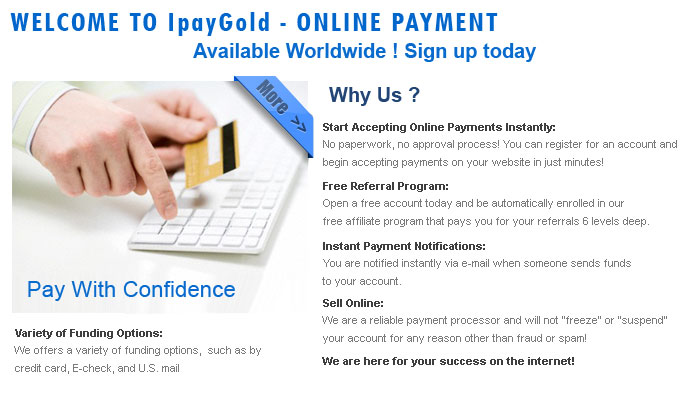 WELCOME TO IpayGold - ONLINE PAYMENT
Available Worldwide ! Sign up today
More >>
Pay With Confidence
Variety of Funding Options:
We offers a variety of funding options, such as by
credit card, E-check, and U.S. mail
Why Us ?
Start Accepting Online Payments Instantly:
No paperwork, no approval process! You can register for an account and
begin accepting payments on your website in just minutes!
Free Referral Program:
Open a free account today and be automatically enrolled in our
free affiliate program that pays you for your referrals 6 levels deep.
Instant Payment Notifications:
You are notified instantly via e-mail when someone sends funds
to your account.
Sell Online:
We are a reliable payment processor and will not "freeze" or "suspend"
your account for any reason other than fraud or spam!
We are here for your success on the internet!